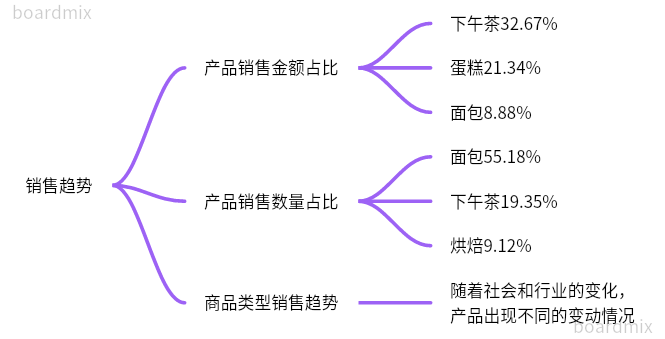 boardmix
下午茶32.67%
产品销售金额占比
蛋糕21.34%
面包8.88%
面包55.18%
销售趋势
产品销售数量占比
下午茶19.35%
烘焙9.12%
商品类型销售趋势
随着社会和行业的变化，
产品出现不同的变动情况
boardmix